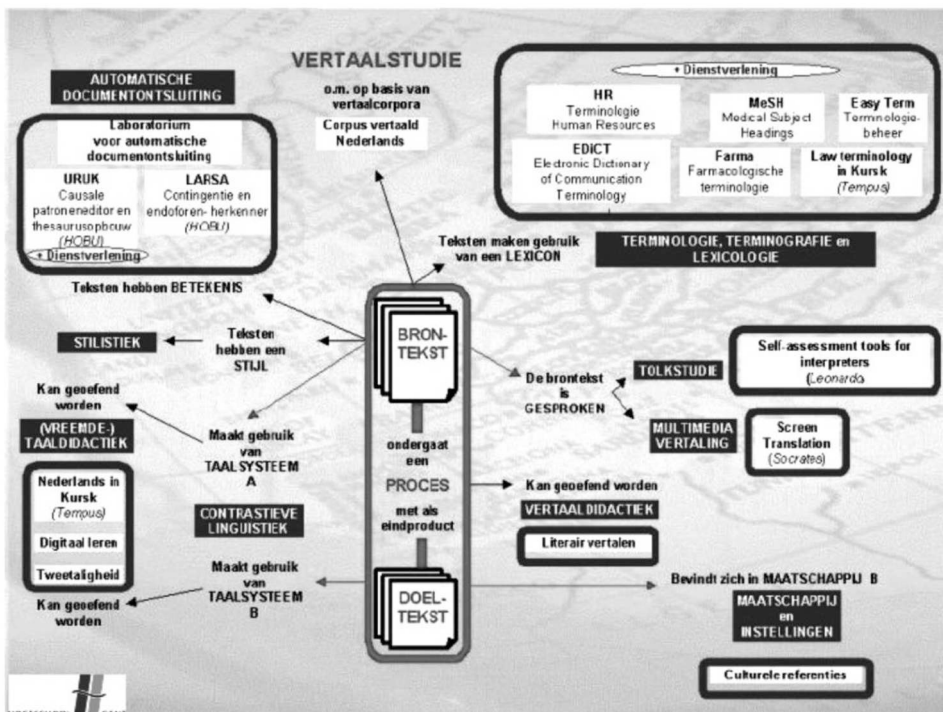 VERTAALSTUDIE
o.m. op basis van
vertaalcorpora
Corpus vertaald
Nederlands
AUTOMATISCHE
DOCUMENTONTSLUITING
Laboratorium
voor automatische
documentontsluiting
URUK
Causale
patroneneditor en
thesaurusopbouw
(HOBU)
LARSA
Contingentie en
endoforen- herkenner
(HOBU)
+ Dienstverlening
+ Dienstverlening
HR
Terminologie
Human Resources
MeSH
Medical Subject
Headings
Easy Term
Terminologie-
beheer
EDiCT
Electronic Dictionary
of Communication
Terminology
Farma
Farmacologische
terminologie
Law terminology
in Kursk
(Tempus)
TERMINOLOGIE, TERMINOGRAFIE en
LEXICOLOGIE
Teksten maken gebruik
van een LEXICON
Teksten hebben BETEKENIS
STILISTIEK
Teksten
hebben een
STIJL
BRON-
TEKST
De brontekst
is
GESPROKEN
TOLKSTUDIE
Self-assessment tools for
interpreters
(Leonardo
MULTIMEDIA
VERTALING
Screen
Translation
(Socrates)
Kan geoefend
worden
(VREEMDE-)
TAALDIDACTIEK
Maakt gebruik
van
TAALSYSTEEM
A
ondergaat
een
PROCES
met als
eindproduct
Kan geoefend worden
VERTAALDIDACTIEK
Literair vertalen
Nederlands in
Kursk
(Tempus)
Digitaal leren
Tweetaligheid
CONTRASTIEVE
LINGUISTIEK
Maakt gebruik
van
TAALSYSTEEM
B
Kan geoefend
worden
DOEL-
TEKST
Bevindt zich in MAATSCHAPPIJ B
MAATSCHAPPIJ
en
INSTELLINGEN
Culturele referenties